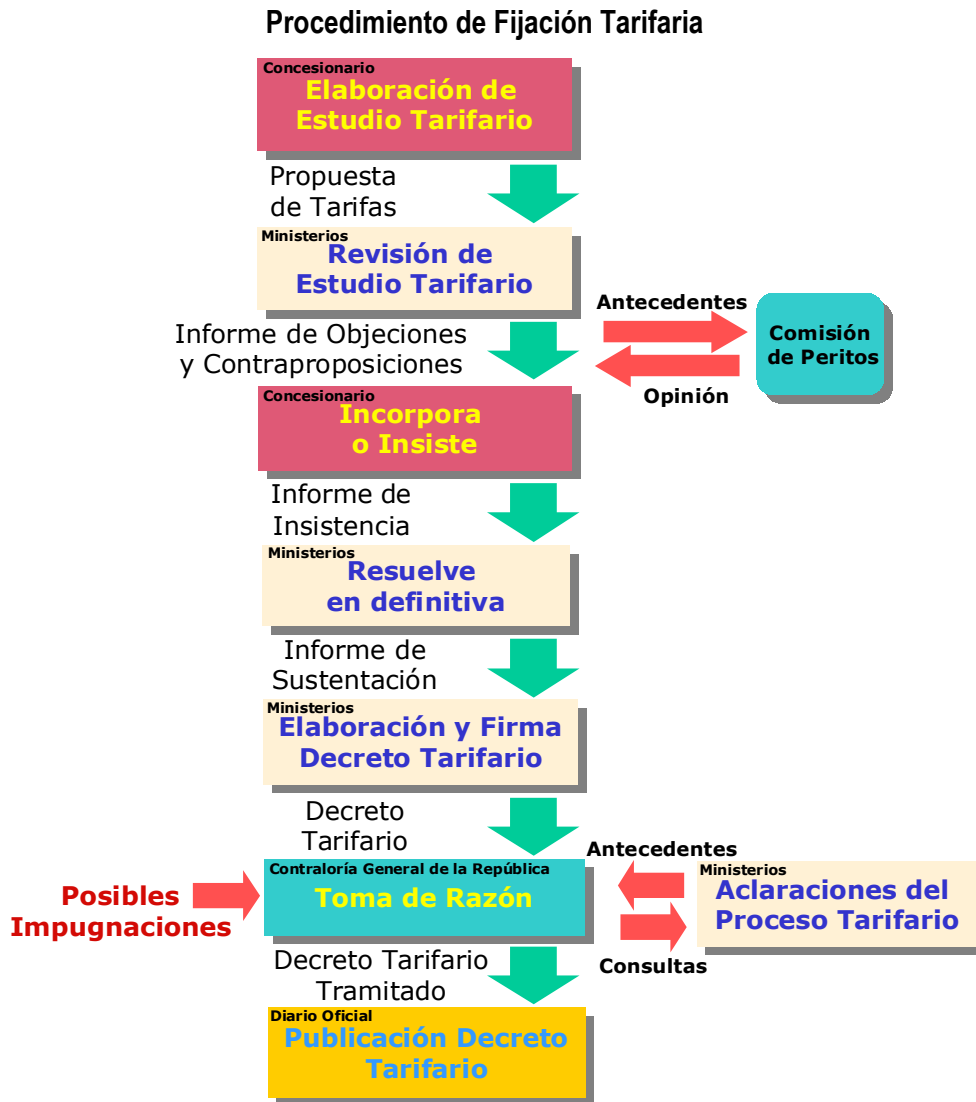 Procedimiento de Fijación Tarifaria
Concesionario
Elaboración de
Estudio Tarifario
Propuesta
de Tarifas
Ministerios
Revisión de
Estudio Tarifario
Informe de Objeciones
y Contraproposiciones
Antecedentes
Comisión
de Peritos
Opinión
Concesionario
Incorpora
o Insiste
Informe de
Insistencia
Ministerios
Resuelve
en definitiva
Informe de
Sustentación
Ministerios
Elaboración y Firma
Decreto Tarifario
Decreto
Tarifario
Contraloría General de la República
Toma de Razón
Posibles
Impugnaciones
Antecedentes
Ministerios
Aclaraciones del
Proceso Tarifario
Consultas
Decreto Tarifario
Tramitado
Diario Oficial
Publicación Decreto
Tarifario